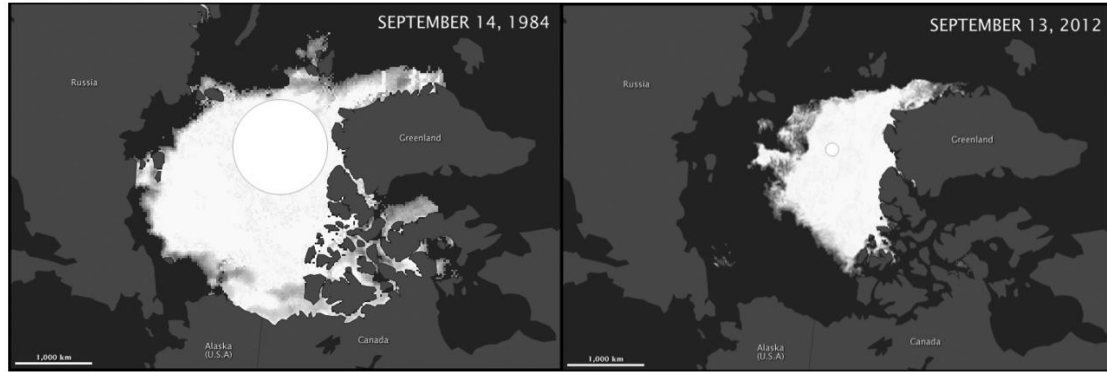 SEPTEMBER 14, 1984
Russia
Greenland
Alaska
(U.S.A)
Canada
1,000 km
SEPTEMBER 13, 2012
Russia
Greenland
Alaska
(U.S.A)
Canada
1,000 km